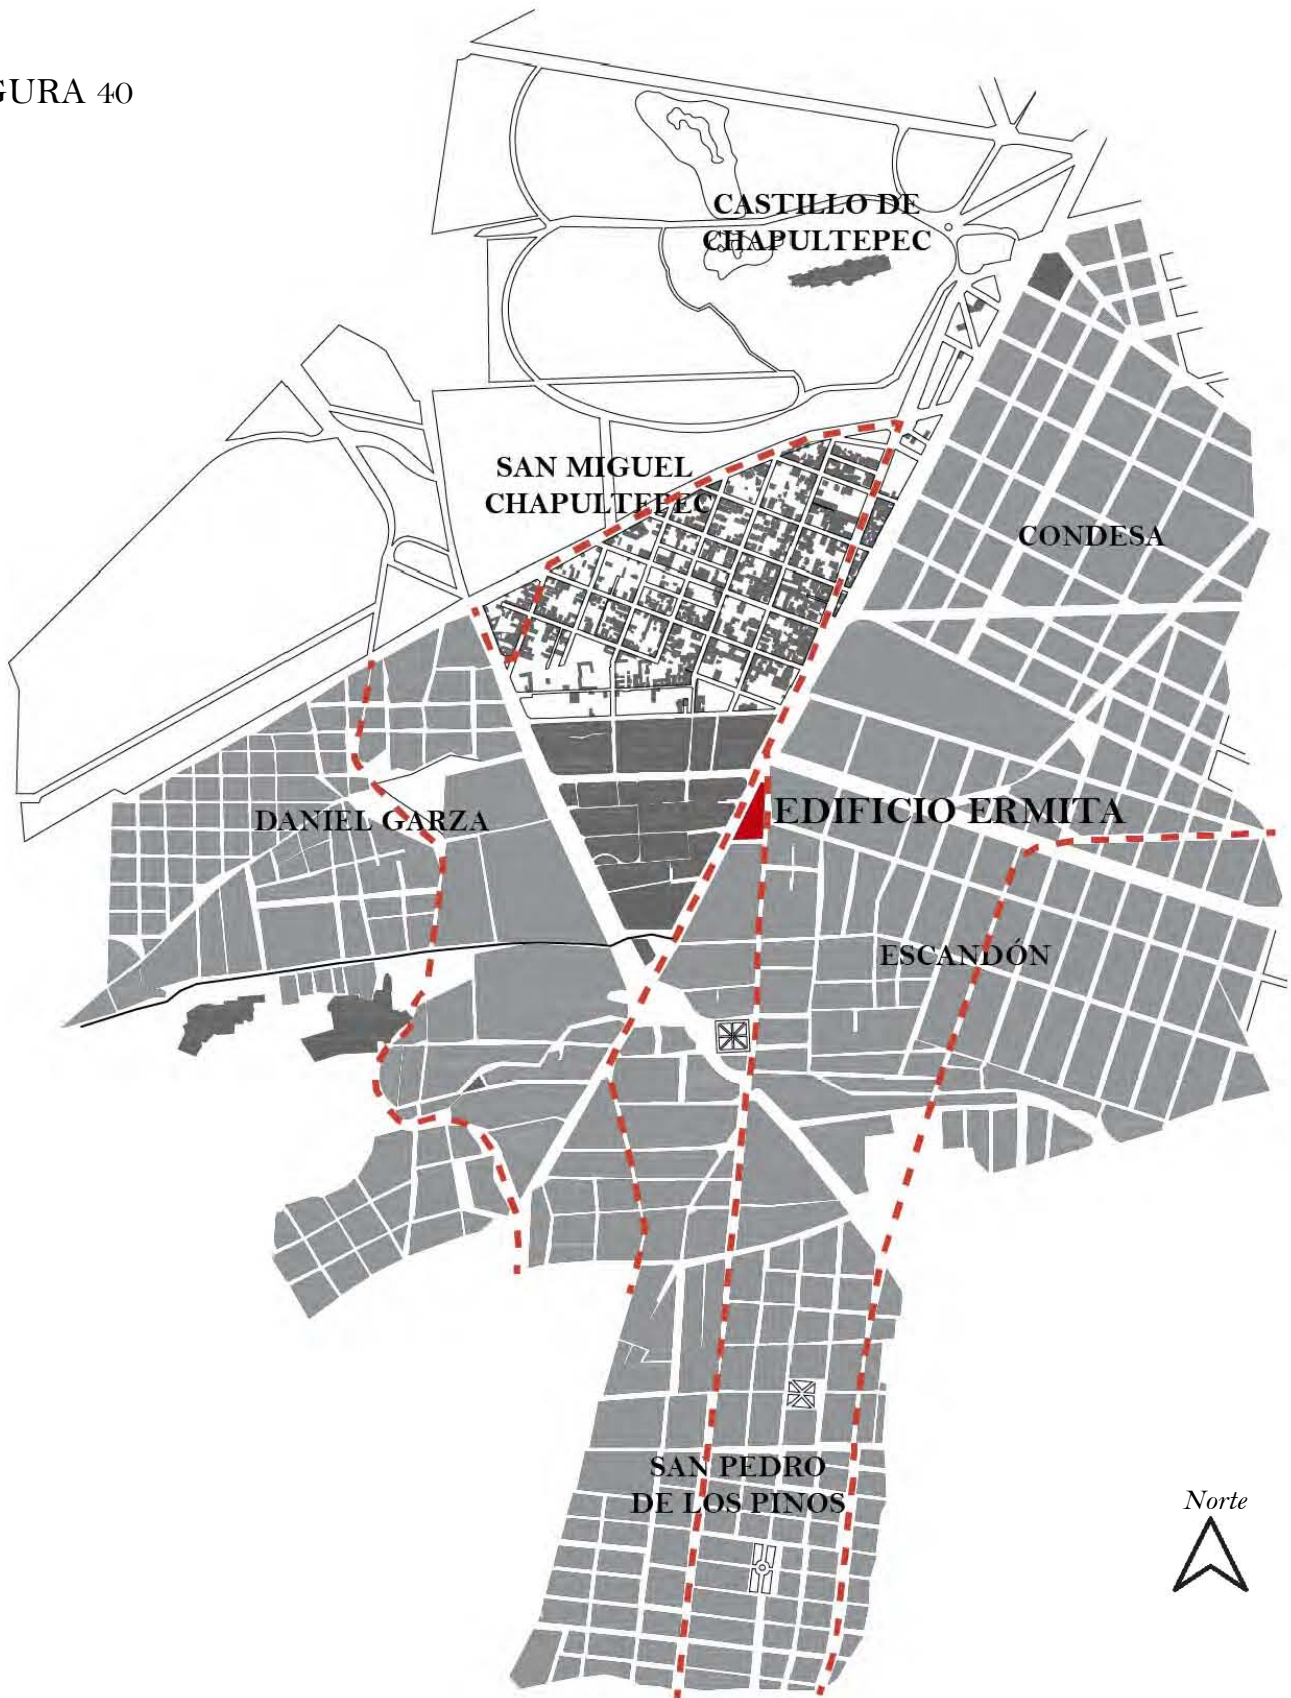 GURA 40
CASTILLO DE
CHAPULTEPEC
SAN MIGUEL
CHAPULTEPEC
CONDESA
DANIEL GARZA
EDIFICIO ERMITA
ESCANDÓN
SAN PEDRO
DE LOS PINOS
Norte